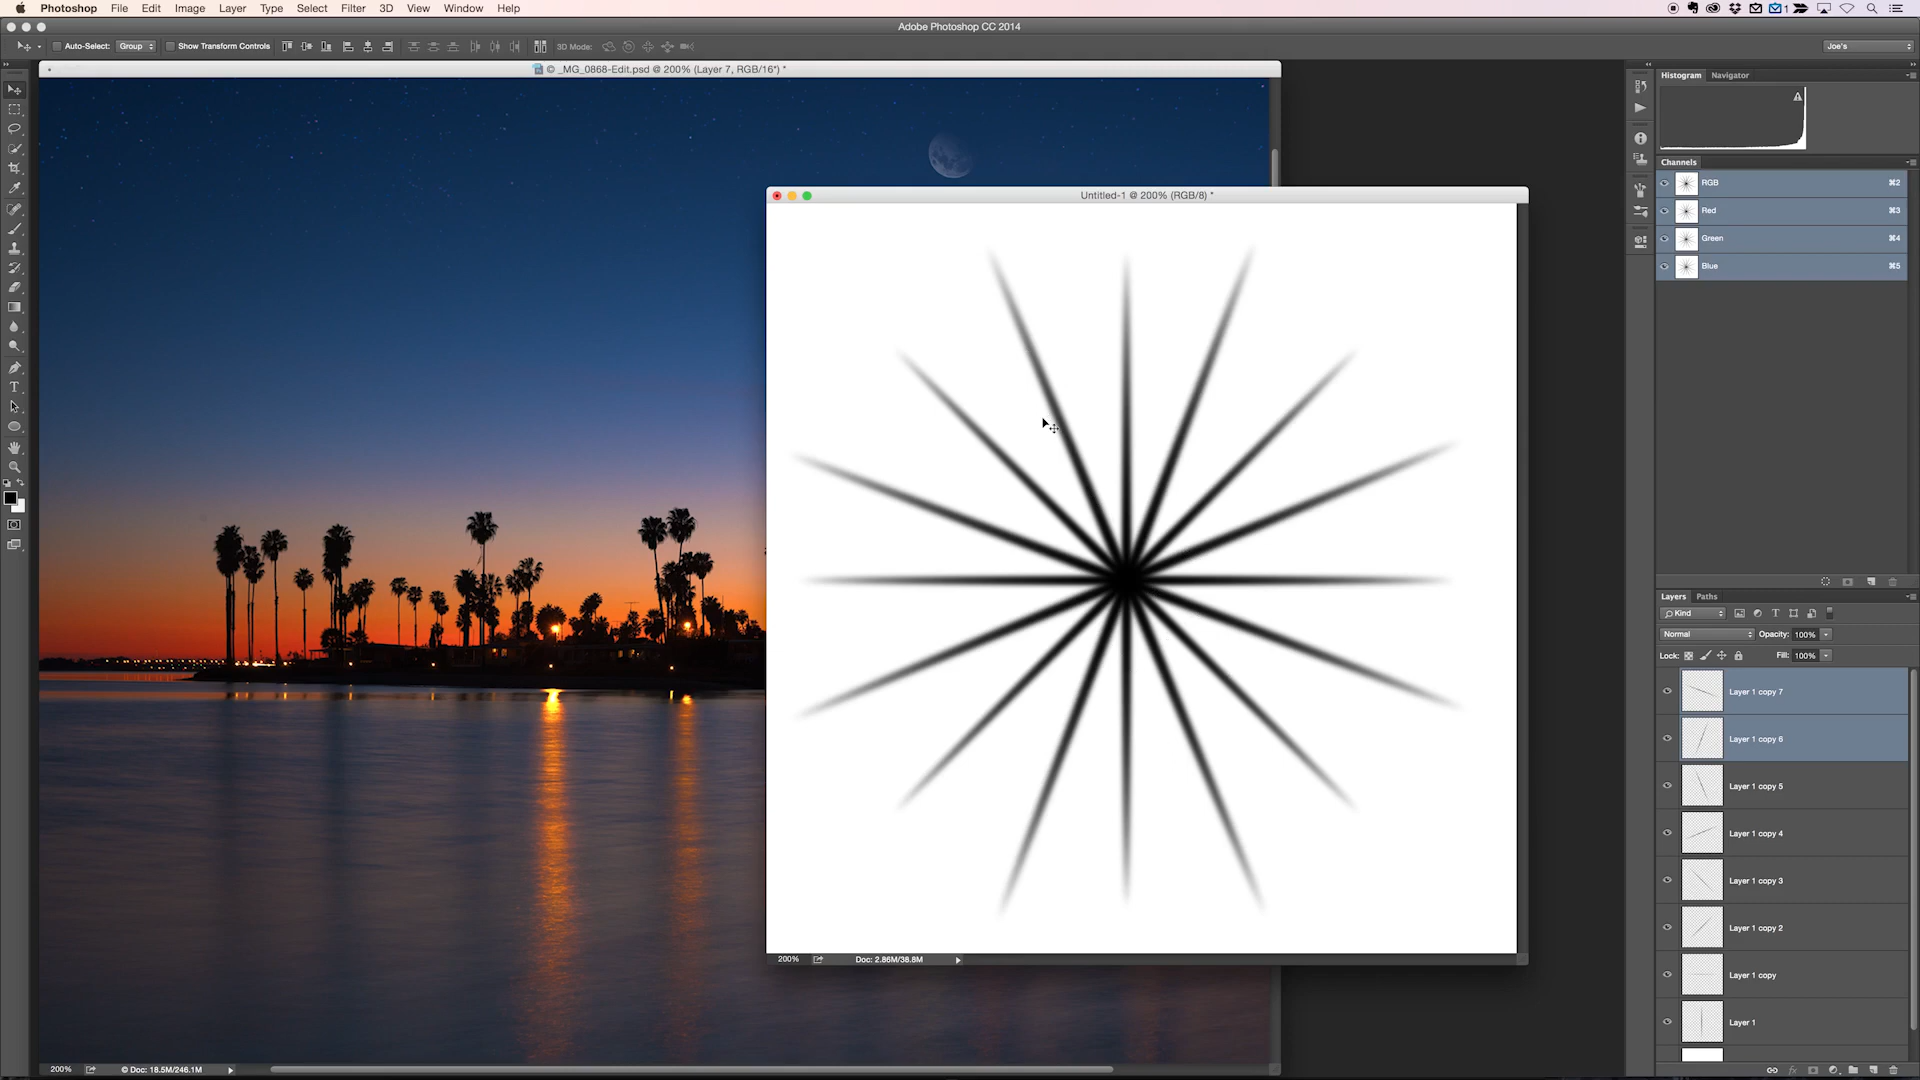 Photoshop File Edit Image Layer Type Select Filter 3D View Window Help
1
Adobe Photoshop CC 2014
Auto-Select: Group Show Transform Controls 3D Mode: Joe's
© _MG_0868-Edit.psd @ 200% (Layer 7, RGB/16*) *
Histogram Navigator
Channels
RGB ⌘2
Red ⌘3
Green ⌘4
Blue ⌘5
Untitled-1 @ 200% (RGB/8) *
Layers Paths
Kind
Normal Opacity: 100%
Lock: Fill: 100%
Layer 1 copy 7
Layer 1 copy 6
Layer 1 copy 5
Layer 1 copy 4
Layer 1 copy 3
Layer 1 copy 2
Layer 1 copy
Layer 1
200% Doc: 2.86M/38.8M
200% © Doc: 18.5M/246.1M